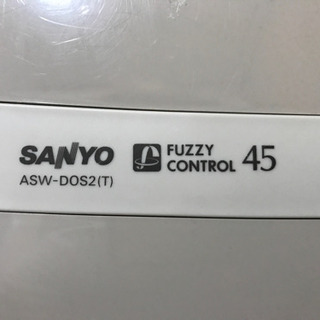 SANYO FUZZY CONTROL 45
ASW-DOS2(T)